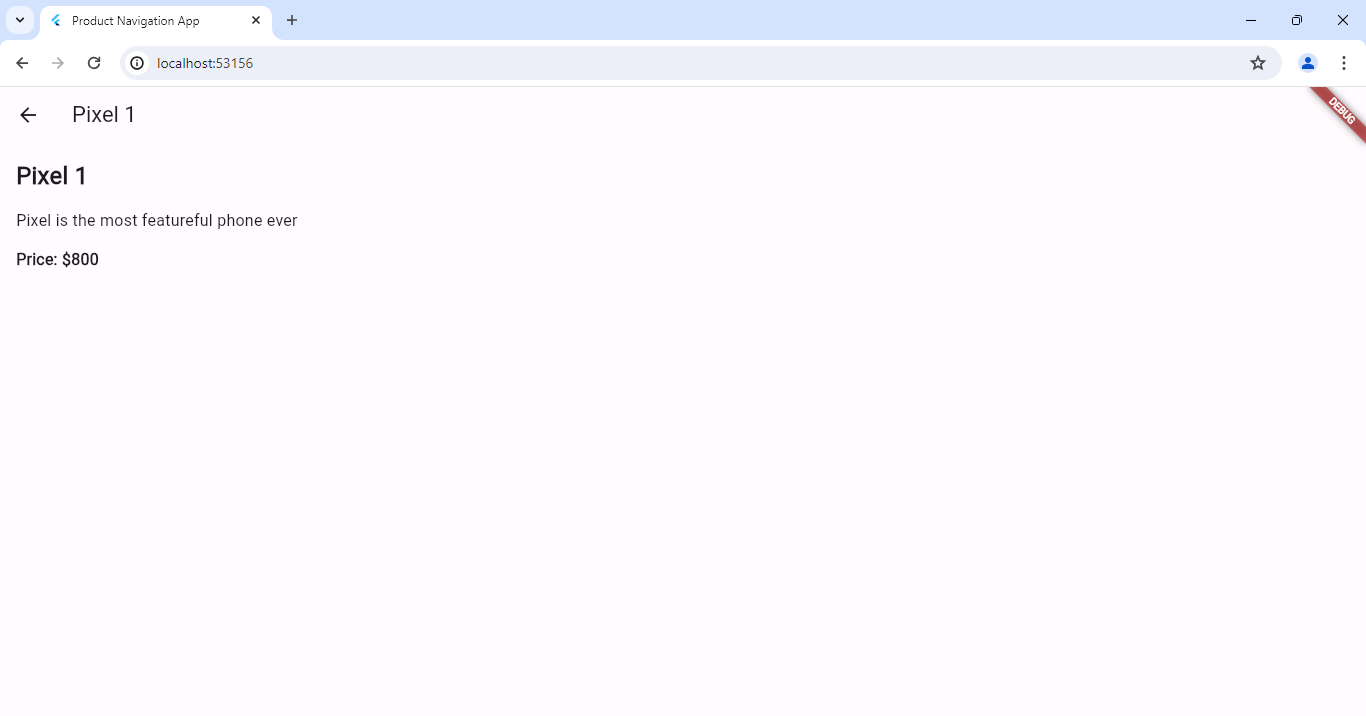 Product Navigation App
localhost:53156
Pixel 1
DEBUG
Pixel 1
Pixel is the most featureful phone ever
Price: $800